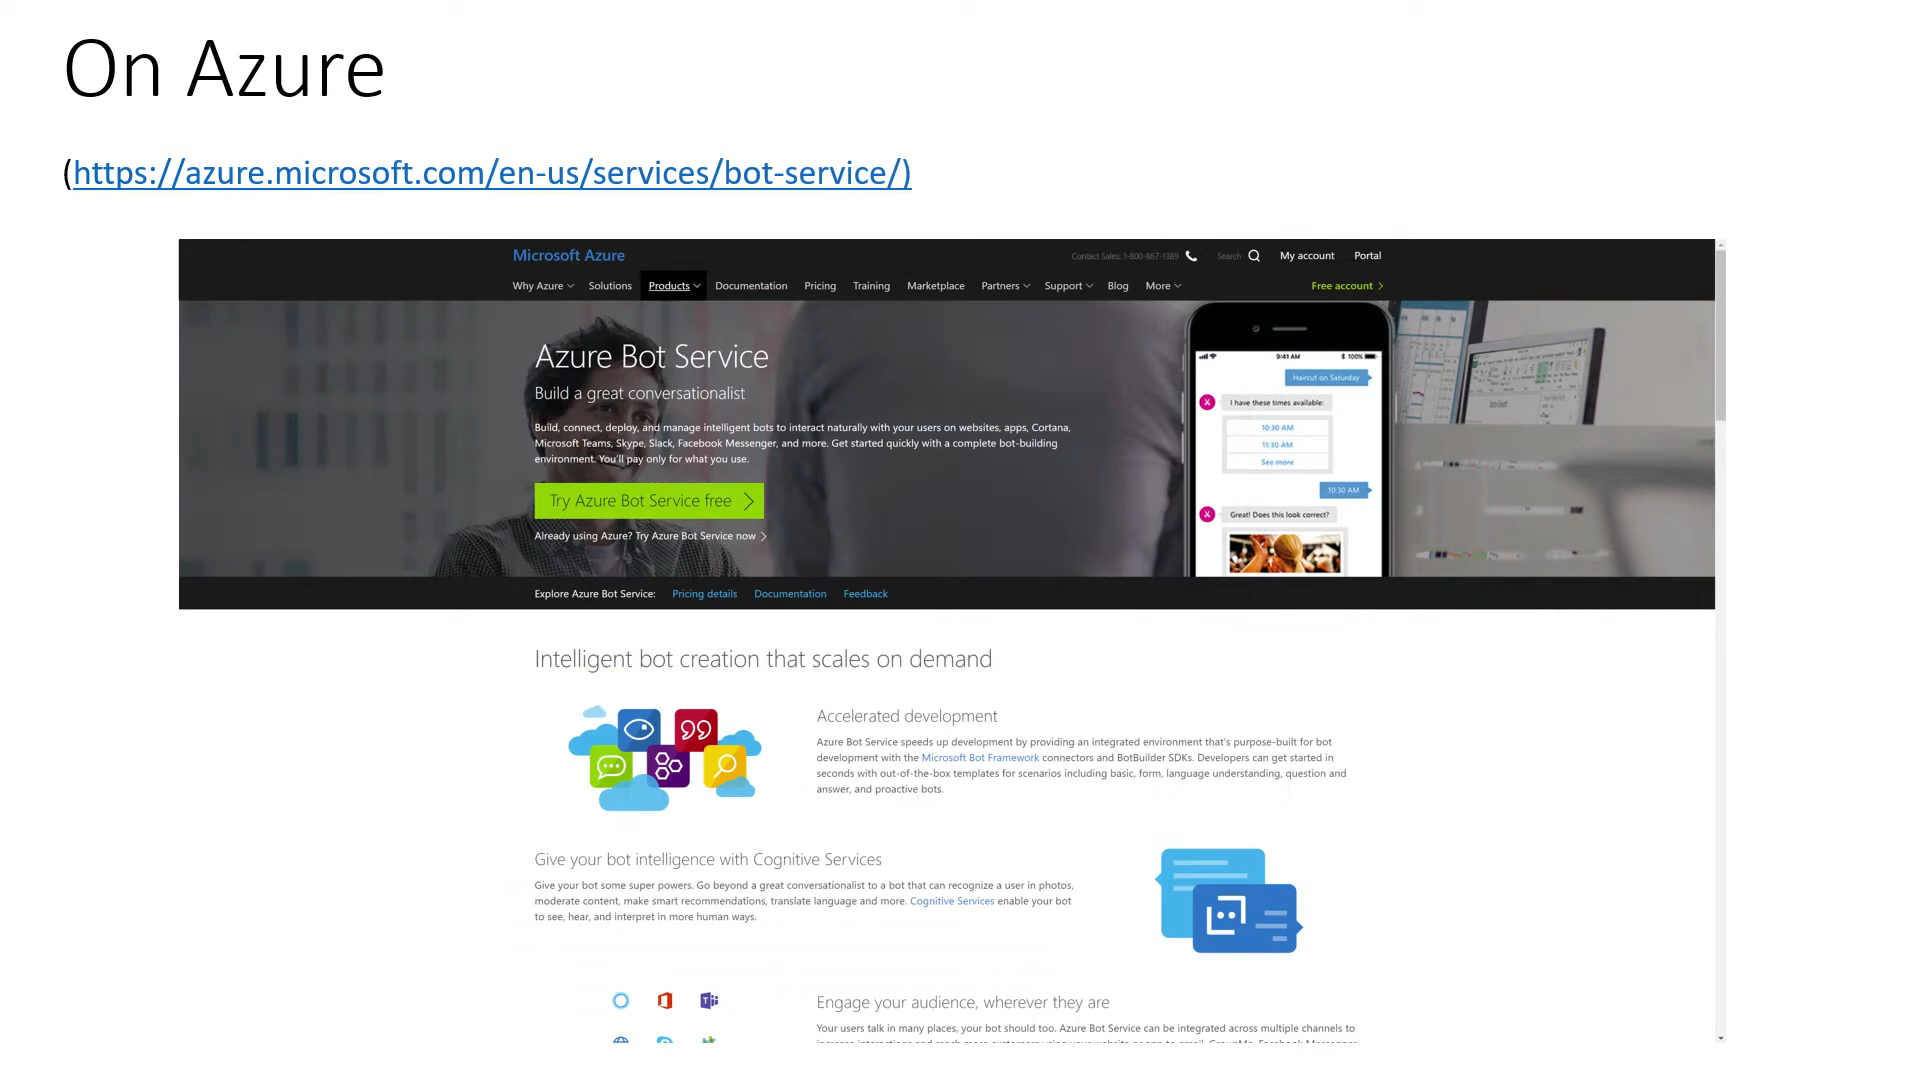 On Azure
(https://azure.microsoft.com/en-us/services/bot-service/)
Microsoft Azure
Contact Sales: 1-800-867-1389
Search
My account
Portal
Why Azure
Solutions
Products
Documentation
Pricing
Training
Marketplace
Partners
Support
Blog
More
Free account
Azure Bot Service
Build a great conversationalist
Build, connect, deploy, and manage intelligent bots to interact naturally with your users on websites, apps, Cortana,
Microsoft Teams, Skype, Slack, Facebook Messenger, and more. Get started quickly with a complete bot-building
environment. You'll pay only for what you use.
Try Azure Bot Service free
Already using Azure? Try Azure Bot Service now
9:41 AM
100%
Haircut on Saturday
I have these times available:
10:30 AM
11:30 AM
See more
10:30 AM
Great! Does this look correct?
Explore Azure Bot Service:
Pricing details
Documentation
Feedback
Intelligent bot creation that scales on demand
Accelerated development
Azure Bot Service speeds up development by providing an integrated environment that's purpose-built for bot
development with the Microsoft Bot Framework connectors and BotBuilder SDKs. Developers can get started in
seconds with out-of-the-box templates for scenarios including basic, form, language understanding, question and
answer, and proactive bots.
Give your bot intelligence with Cognitive Services
Give your bot some super powers. Go beyond a great conversationalist to a bot that can recognize a user in photos,
moderate content, make smart recommendations, translate language and more. Cognitive Services enable your bot
to see, hear, and interpret in more human ways.
Engage your audience, wherever they are
Your users talk in many places, your bot should too. Azure Bot Service can be integrated across multiple channels to